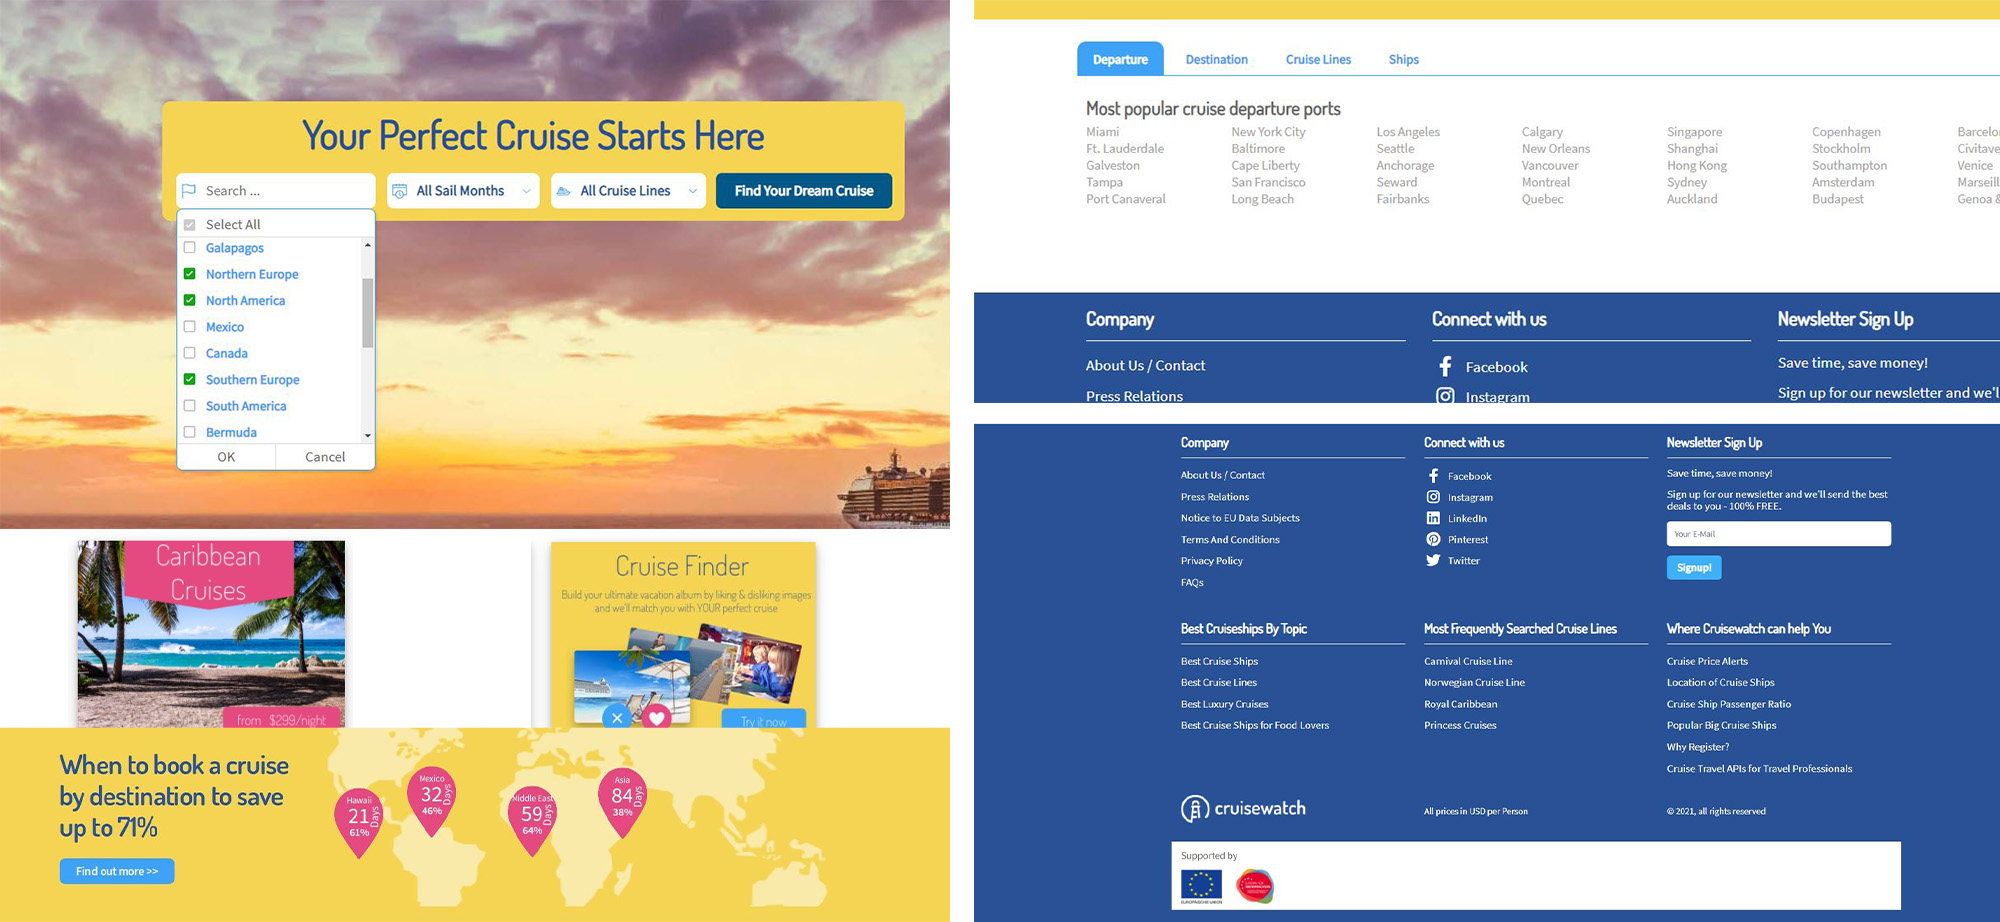 Your Perfect Cruise Starts Here
Search ...
All Sail Months
All Cruise Lines
Find Your Dream Cruise
Select All
Galapagos
Northern Europe
North America
Mexico
Canada
Southern Europe
South America
Bermuda
OK
Cancel
Caribbean
Cruises
from $299/night
Cruise Finder
Build your ultimate vacation album by liking & disliking images
and we'll match you with YOUR perfect cruise
Try it now
When to book a cruise
by destination to save
up to 71%
Find out more >>
Hawaii
21 Days
61%
Mexico
32 Days
46%
Middle East
59 Days
64%
Asia
84 Days
38%
Departure
Destination
Cruise Lines
Ships
Most popular cruise departure ports
Miami New York City Los Angeles Calgary Singapore Copenhagen Barcelo
Ft. Lauderdale Baltimore Seattle New Orleans Shanghai Stockholm Civitave
Galveston Cape Liberty Anchorage Vancouver Hong Kong Southampton Venice
Tampa San Francisco Seward Montreal Sydney Amsterdam Marseill
Port Canaveral Long Beach Fairbanks Quebec Auckland Budapest Genoa &
Company
About Us / Contact
Press Relations
Connect with us
Facebook
Instagram
Newsletter Sign Up
Save time, save money!
Sign up for our newsletter and we'l
Company
About Us / Contact
Press Relations
Notice to EU Data Subjects
Terms And Conditions
Privacy Policy
FAQs
Connect with us
Facebook
Instagram
LinkedIn
Pinterest
Twitter
Newsletter Sign Up
Save time, save money!
Sign up for our newsletter and we'll send the best
deals to you - 100% FREE.
Your E-Mail
Signup!
Best Cruiseships By Topic
Best Cruise Ships
Best Cruise Lines
Best Luxury Cruises
Best Cruise Ships for Food Lovers
Most Frequently Searched Cruise Lines
Carnival Cruise Line
Norwegian Cruise Line
Royal Caribbean
Princess Cruises
Where Cruisewatch can help You
Cruise Price Alerts
Location of Cruise Ships
Cruise Ship Passenger Ratio
Popular Big Cruise Ships
Why Register?
Cruise Travel APIs for Travel Professionals
cruisewatch
All prices in USD per Person
© 2021, all rights reserved
Supported by
EUROPÄISCHE UNION